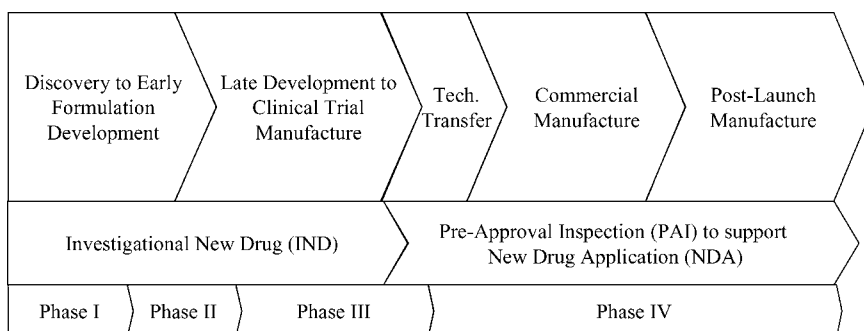 Discovery to Early
Formulation
Development
Late Development to
Clinical Trial
Manufacture
Tech.
Transfer
Commercial
Manufacture
Post-Launch
Manufacture
Investigational New Drug (IND)
Pre-Approval Inspection (PAI) to support
New Drug Application (NDA)
Phase I
Phase II
Phase III
Phase IV